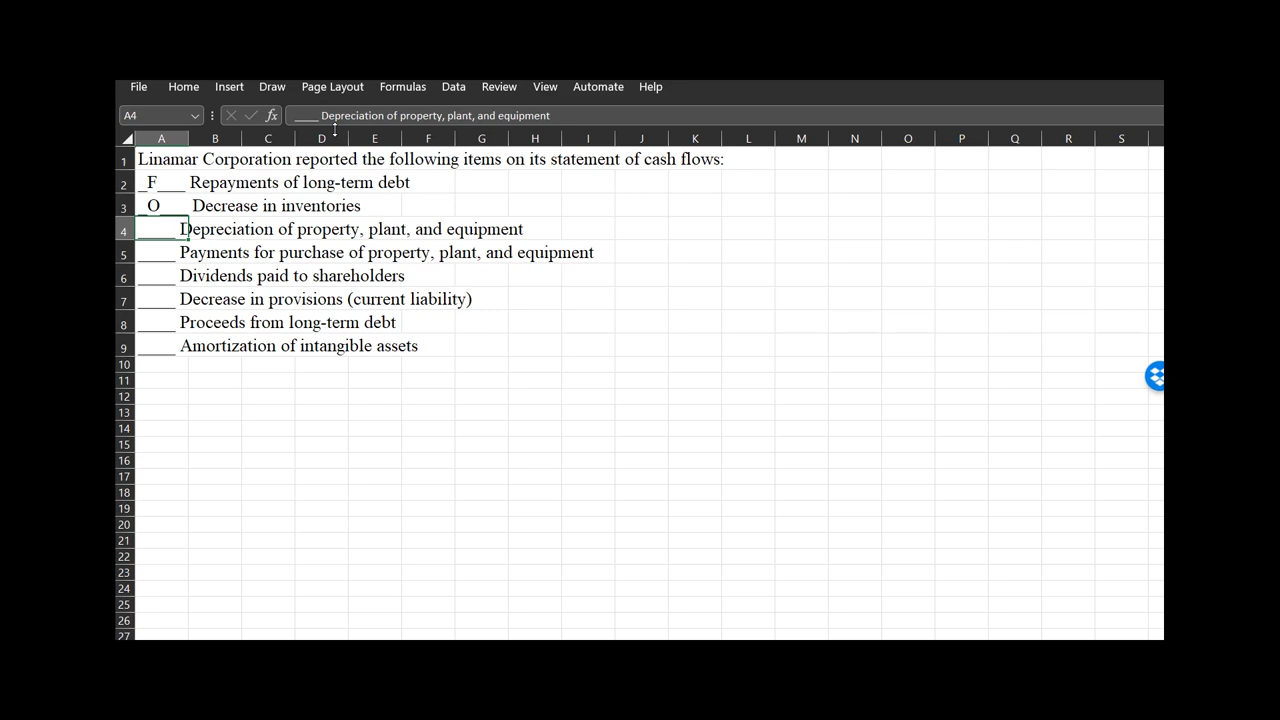 File Home Insert Draw Page Layout Formulas Data Review View Automate Help
A4 fx ____ Depreciation of property, plant, and equipment
A B C D E F G H I J K L M N O P Q R S
1 Linamar Corporation reported the following items on its statement of cash flows:
2 _F___ Repayments of long-term debt
3 _O___ Decrease in inventories
4 ____ Depreciation of property, plant, and equipment
5 ____ Payments for purchase of property, plant, and equipment
6 ____ Dividends paid to shareholders
7 ____ Decrease in provisions (current liability)
8 ____ Proceeds from long-term debt
9 ____ Amortization of intangible assets
10
11
12
13
14
15
16
17
18
19
20
21
22
23
24
25
26
27